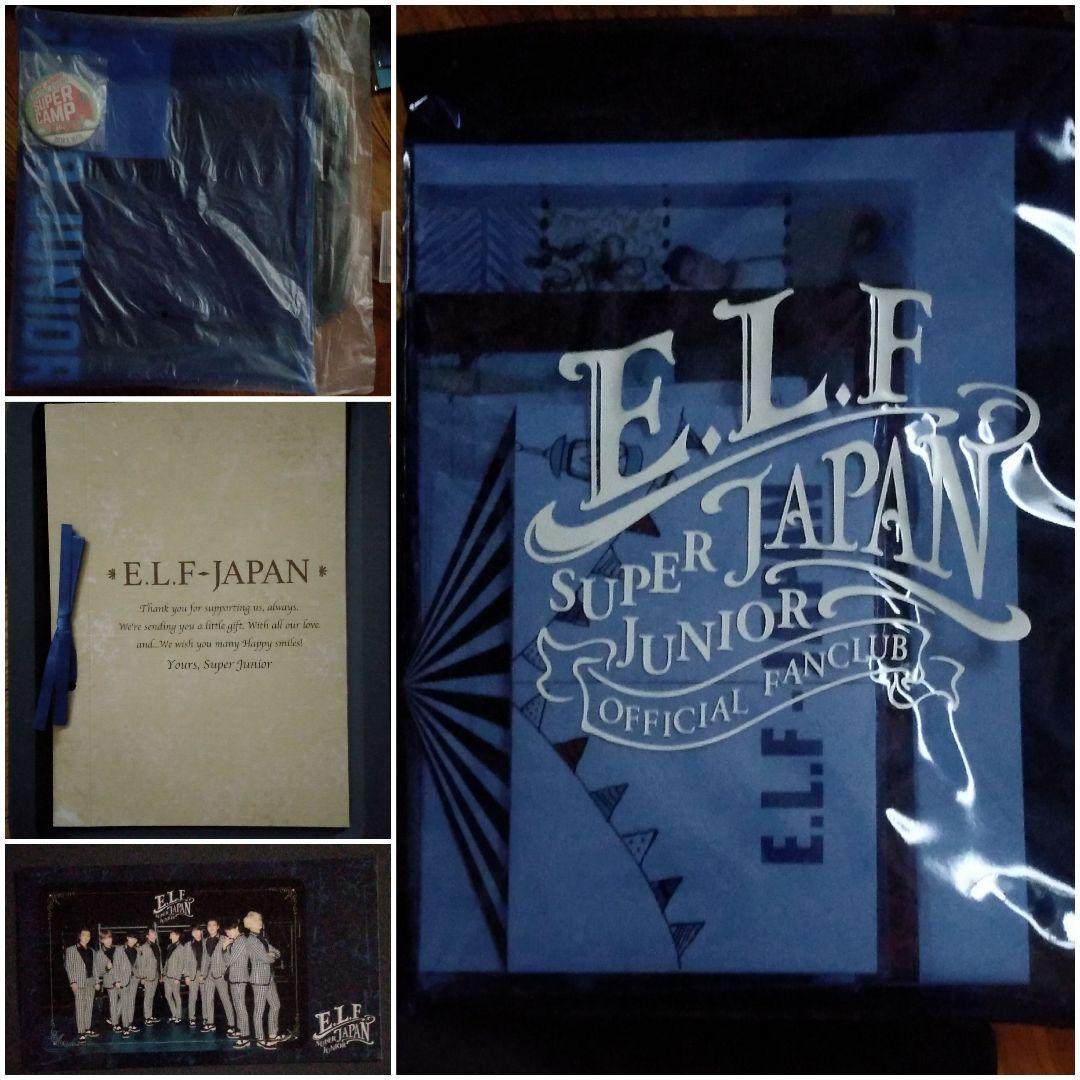 SUPER
CAMP
JUNIOR
E.L.F-JAPAN
Thank you for supporting us, always.
We're sending you a little gift. With all our love.
and...We wish you many Happy smiles!
Yours, Super Junior
E.L.F
JAPAN
E.L.F
JAPAN
SUPER
JUNIOR
E.L.F
JAPAN
SUPER
JUNIOR
OFFICIAL FANCLUB
E.L.F-JAPAN